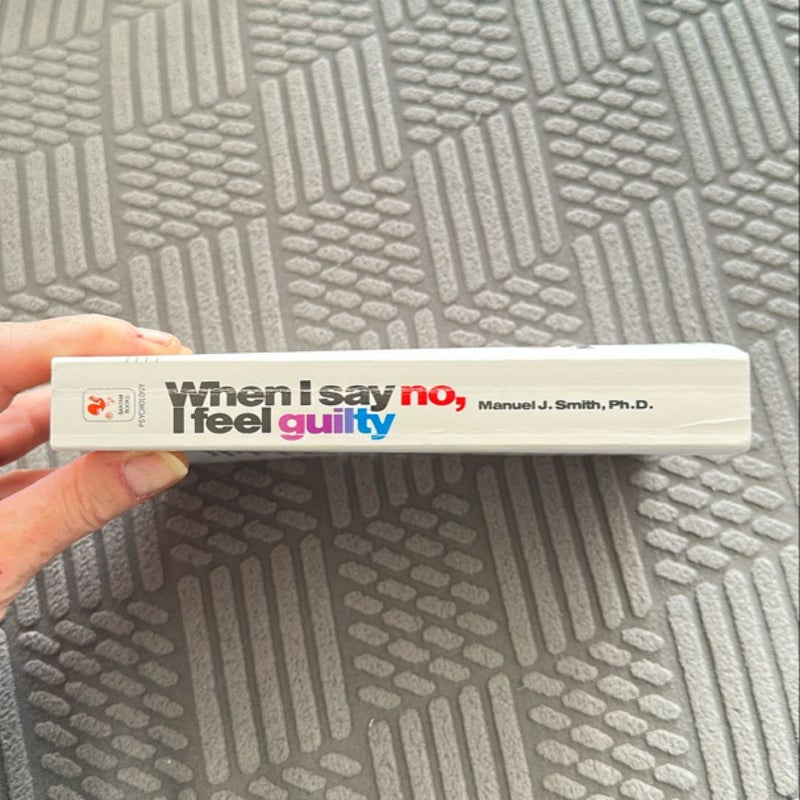 BANTAM
BOOKS
®
PSYCHOLOGY
When I say no,
I feel guilty
Manuel J. Smith, Ph.D.